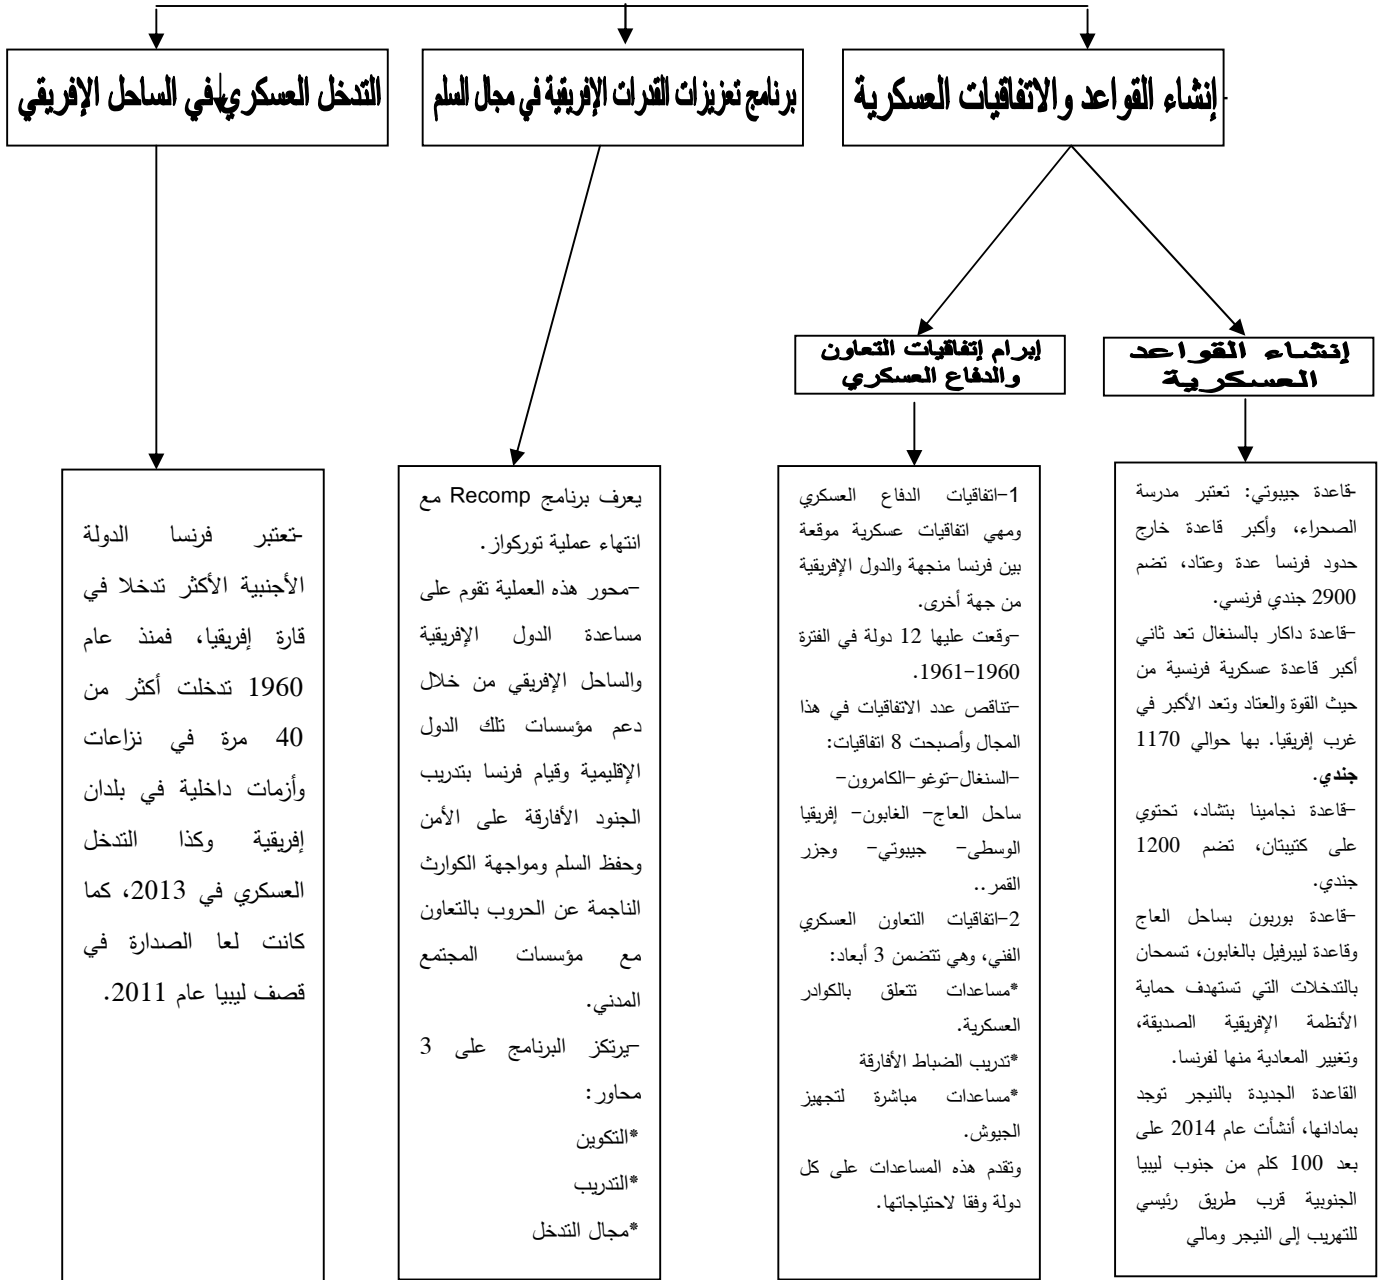 إنشاء القواعد والاتفاقيات العسكرية-
برنامج تعزيزات القدرات الإفريقية في مجال السلم
التدخل العسكري في الساحل الإفريقي
إنشاء القواعد
العسكرية
إبرام إتفاقيات التعاون
والدفاع العسكري
-قاعدة جيبوتي: تعتبر مدرسة
الصحراء، وأكبر قاعدة خارج
حدود فرنسا عدة وعتاد، تضم
2900 جندي فرنسي.
-قاعدة داكار بالسنغال تعد ثاني
أكبر قاعدة عسكرية فرنسية من
حيث القوة والعتاد وتعد الأكبر في
غرب إفريقيا. بها حوالي 1170
جندي.
-قاعدة نجامينا بتشاد، تحتوي
على كتيبتان، تضم 1200
جندي.
-قاعدة بوربون بساحل العاج
وقاعدة ليبرفيل بالغابون، تسمحان
بالتدخلات التي تستهدف حماية
الأنظمة الإفريقية الصديقة،
وتغيير المعادية منها لفرنسا.
القاعدة الجديدة بالنيجر توجد
بمادانها، أنشأت عام 2014 على
بعد 100 كلم من جنوب ليبيا
الجنوبية قرب طريق رئيسي
للتهريب إلى النيجر ومالي
1-اتفاقيات الدفاع العسكري
ومهي اتفاقيات عسكرية موقعة
بين فرنسا منجهة والدول الإفريقية
من جهة أخرى.
-وقعت عليها 12 دولة في الفترة
1960-1961.
-تناقص عدد الاتفاقيات في هذا
المجال وأصبحت 8 اتفاقيات:
-السنغال-توغو-الكامرون-
ساحل العاج- الغابون- إفريقيا
الوسطى- جيبوتي- وجزر
القمر..
2-اتفاقيات التعاون العسكري
الفني، وهي تتضمن 3 أبعاد:
*مساعدات تتعلق بالكوادر
العسكرية.
*تدريب الضباط الأفارقة
*مساعدات مباشرة لتجهيز
الجيوش.
وتقدم هذه المساعدات على كل
دولة وفقا لاحتياجاتها.
يعرف برنامج Recomp مع
انتهاء عملية توركواز.
-محور هذه العملية تقوم على
مساعدة الدول الإفريقية
والساحل الإفريقي من خلال
دعم مؤسسات تلك الدول
الإقليمية وقيام فرنسا بتدريب
الجنود الأفارقة على الأمن
وحفظ السلم ومواجهة الكوارث
الناجمة عن الحروب بالتعاون
مع مؤسسات المجتمع
المدني.
-يرتكز البرنامج على 3
محاور:
*التكوين
*التدريب
*مجال التدخل
-تعتبر فرنسا الدولة
الأجنبية الأكثر تدخلا في
قارة إفريقيا، فمنذ عام
1960 تدخلت أكثر من
40 مرة في نزاعات
وأزمات داخلية في بلدان
إفريقية وكذا التدخل
العسكري في 2013، كما
كانت لعا الصدارة في
قصف ليبيا عام 2011.